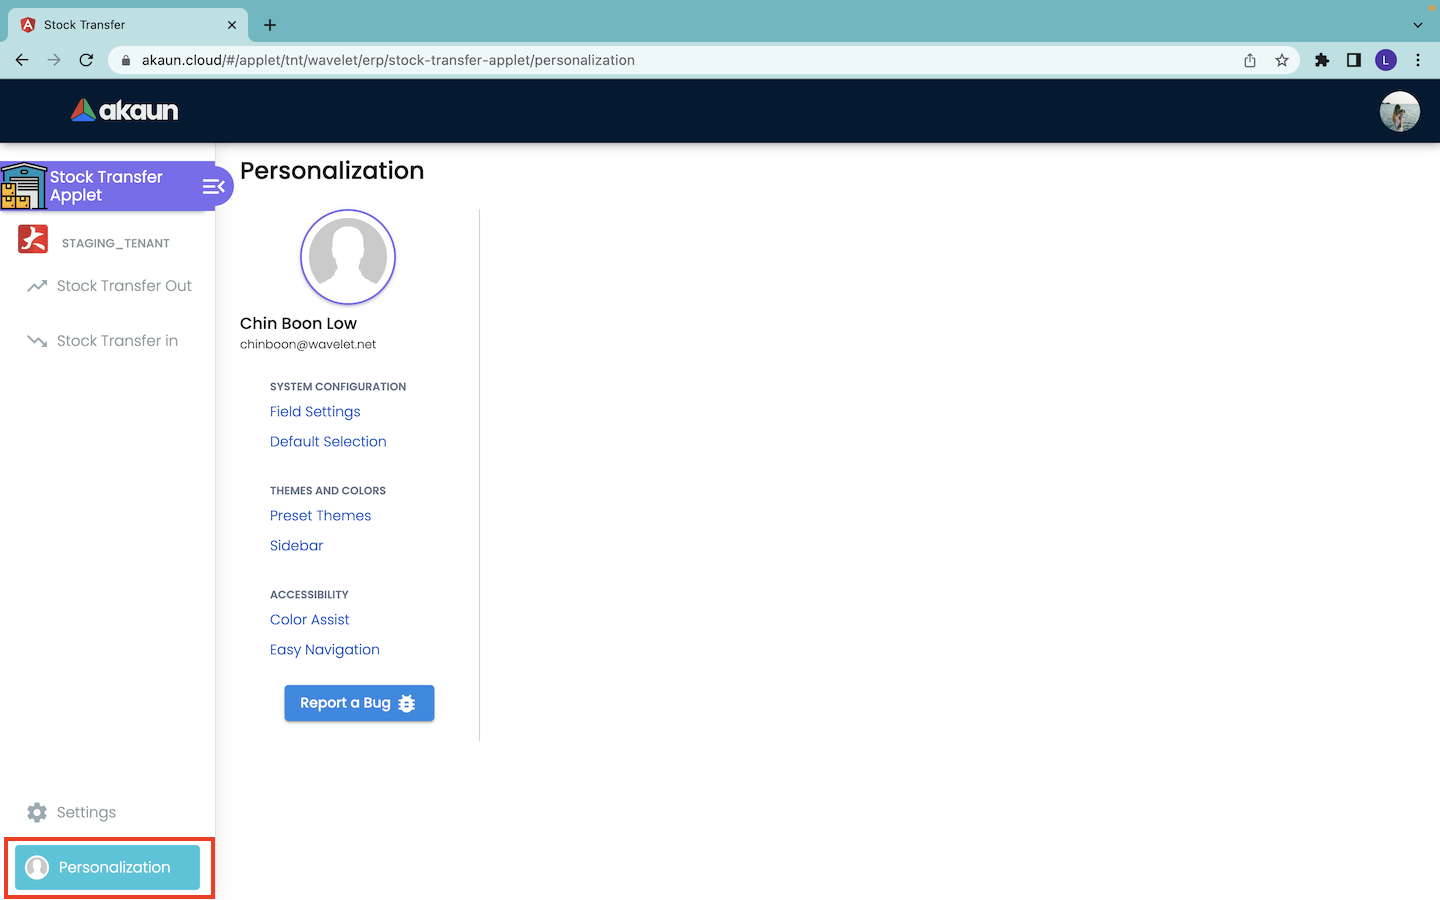 Stock Transfer
akaun.cloud/#/applet/tnt/wavelet/erp/stock-transfer-applet/personalization
L
akaun
Stock Transfer
Applet
STAGING_TENANT
Stock Transfer Out
Stock Transfer in
Settings
Personalization
Personalization
Chin Boon Low
chinboon@wavelet.net
SYSTEM CONFIGURATION
Field Settings
Default Selection
THEMES AND COLORS
Preset Themes
Sidebar
ACCESSIBILITY
Color Assist
Easy Navigation
Report a Bug